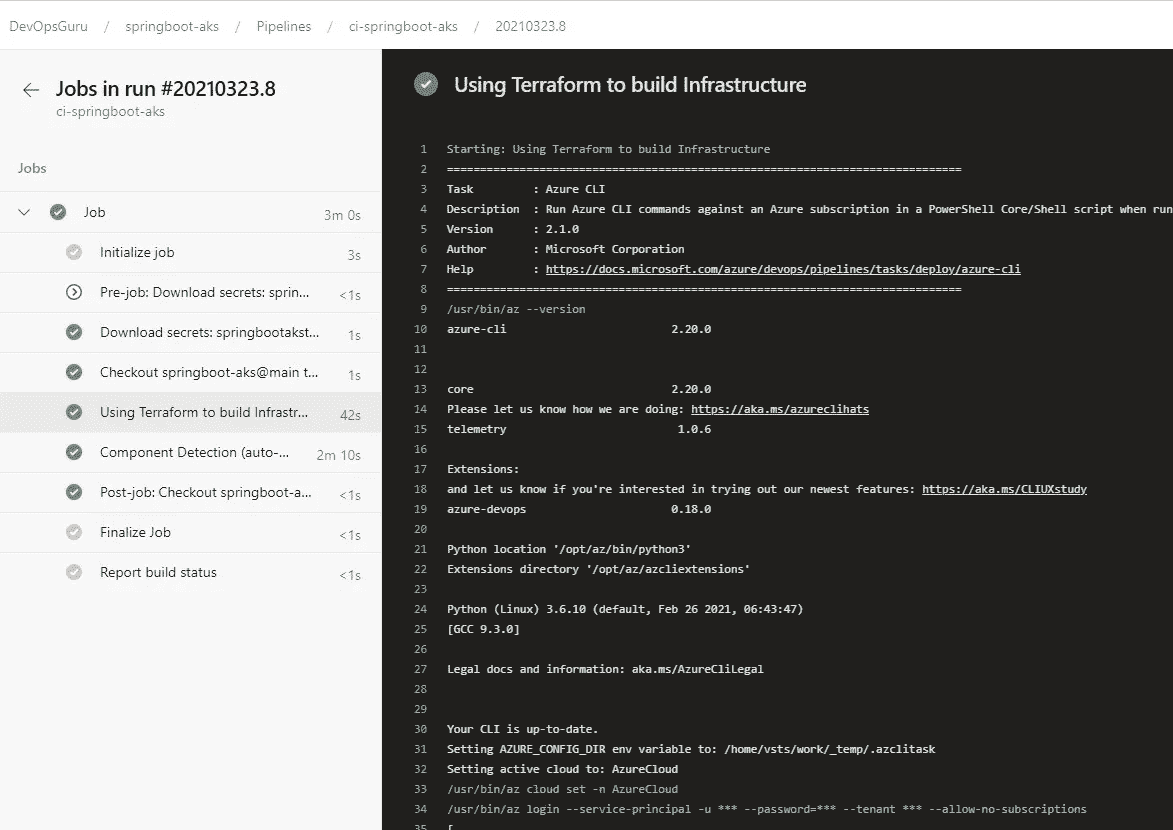 DevOpsGuru / springboot-aks / Pipelines / ci-springboot-aks / 20210323.8
Jobs in run #20210323.8
ci-springboot-aks
Jobs
Job 3m 0s
Initialize job 3s
Pre-job: Download secrets: sprin... <1s
Download secrets: springbootakst... 1s
Checkout springboot-aks@main t... 1s
Using Terraform to build Infrastr... 42s
Component Detection (auto-... 2m 10s
Post-job: Checkout springboot-a... <1s
Finalize Job <1s
Report build status <1s
Using Terraform to build Infrastructure
1 Starting: Using Terraform to build Infrastructure
2 ==============================================================================
3 Task : Azure CLI
4 Description : Run Azure CLI commands against an Azure subscription in a PowerShell Core/Shell script when run
5 Version : 2.1.0
6 Author : Microsoft Corporation
7 Help : https://docs.microsoft.com/azure/devops/pipelines/tasks/deploy/azure-cli
8 ==============================================================================
9 /usr/bin/az --version
10 azure-cli 2.20.0
11
12
13 core 2.20.0
14 Please let us know how we are doing: https://aka.ms/azureclihats
15 telemetry 1.0.6
16
17 Extensions:
18 and let us know if you're interested in trying out our newest features: https://aka.ms/CLIUXstudy
19 azure-devops 0.18.0
20
21 Python location '/opt/az/bin/python3'
22 Extensions directory '/opt/az/azcliextensions'
23
24 Python (Linux) 3.6.10 (default, Feb 26 2021, 06:43:47)
25 [GCC 9.3.0]
26
27 Legal docs and information: aka.ms/AzureCliLegal
28
29
30 Your CLI is up-to-date.
31 Setting AZURE_CONFIG_DIR env variable to: /home/vsts/work/_temp/.azclitask
32 Setting active cloud to: AzureCloud
33 /usr/bin/az cloud set -n AzureCloud
34 /usr/bin/az login --service-principal -u *** --password=*** --tenant *** --allow-no-subscriptions
35 [